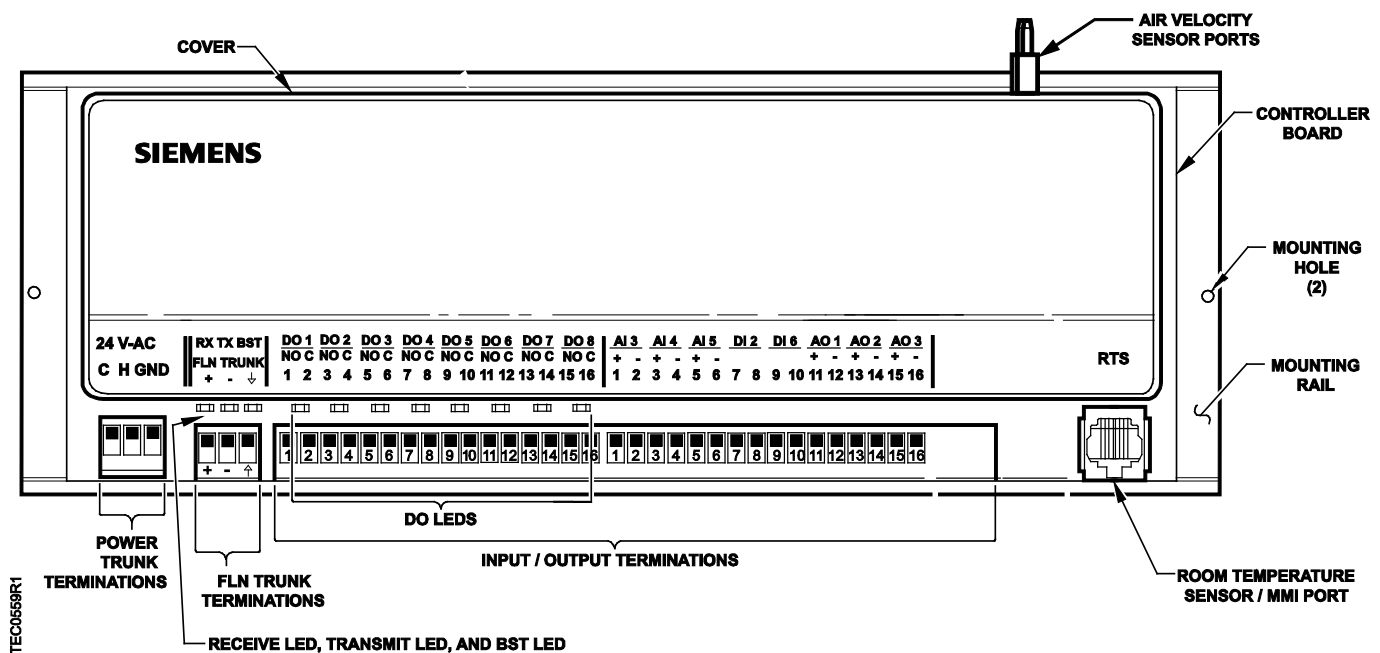 AIR VELOCITY
SENSOR PORTS
COVER
CONTROLLER
BOARD
SIEMENS
MOUNTING
HOLE
(2)
24 V-AC
C H GND
RX TX BST
FLN TRUNK
+ -
DO 1 DO 2 DO 3 DO 4 DO 5 DO 6 DO 7 DO 8
NO C NO C NO C NO C NO C NO C NO C NO C
1 2 3 4 5 6 7 8 9 10 11 12 13 14 15 16
AI 3 AI 4 AI 5 DI 2 DI 6 AO 1 AO 2 AO 3
+ - + - + - + - + - + -
1 2 3 4 5 6 7 8 9 10 11 12 13 14 15 16
RTS
MOUNTING
RAIL
+ -
1 2 3 4 5 6 7 8 9 10 11 12 13 14 15 16 1 2 3 4 5 6 7 8 9 10 11 12 13 14 15 16
DO LEDS
POWER
TRUNK
TERMINATIONS
INPUT / OUTPUT TERMINATIONS
FLN TRUNK
TERMINATIONS
ROOM TEMPERATURE
SENSOR / MMI PORT
RECEIVE LED, TRANSMIT LED, AND BST LED
TEC0559R1